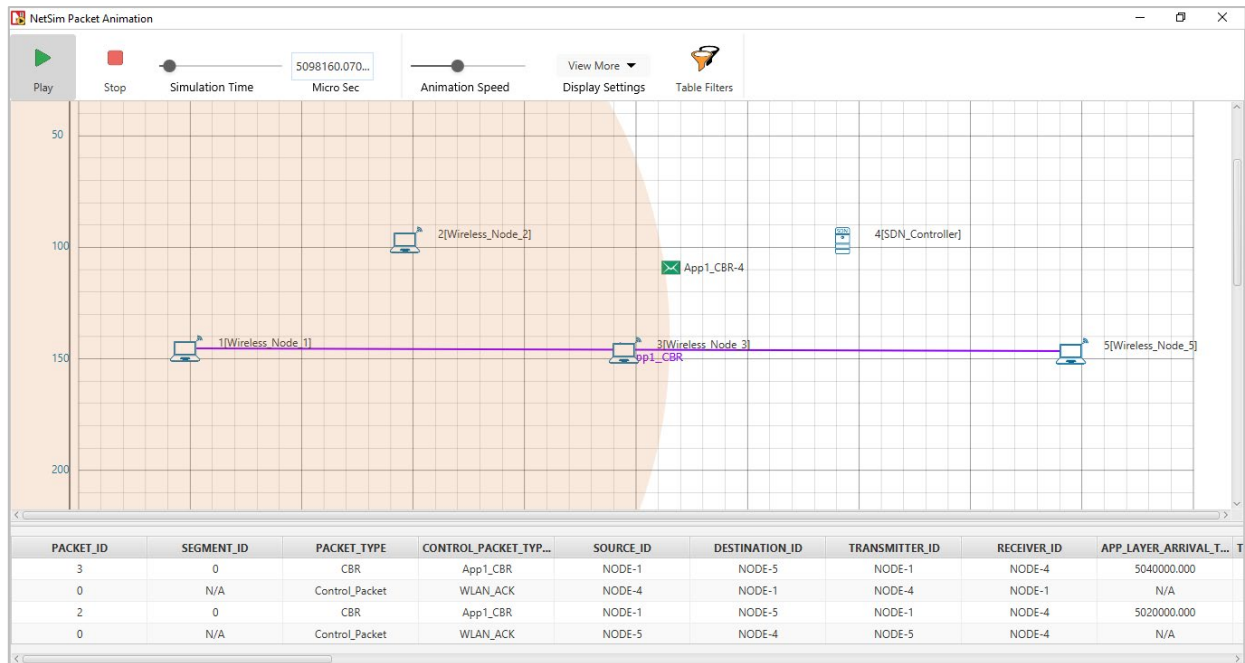 NetSim Packet Animation
Play
Stop
Simulation Time
5098160.070...
Micro Sec
Animation Speed
View More
Display Settings
Table Filters
50
100
150
200
2[Wireless_Node_2]
SDN
4[SDN_Controller]
App1_CBR-4
1[Wireless_Node_1]
3[Wireless_Node_3]
pp1_CBR
5[Wireless_Node_5]
PACKET_ID SEGMENT_ID PACKET_TYPE CONTROL_PACKET_TYP... SOURCE_ID DESTINATION_ID TRANSMITTER_ID RECEIVER_ID APP_LAYER_ARRIVAL_T... T
3 0 CBR App1_CBR NODE-1 NODE-5 NODE-1 NODE-4 5040000.000
0 N/A Control_Packet WLAN_ACK NODE-4 NODE-1 NODE-4 NODE-1 N/A
2 0 CBR App1_CBR NODE-1 NODE-5 NODE-1 NODE-4 5020000.000
0 N/A Control_Packet WLAN_ACK NODE-5 NODE-4 NODE-5 NODE-4 N/A